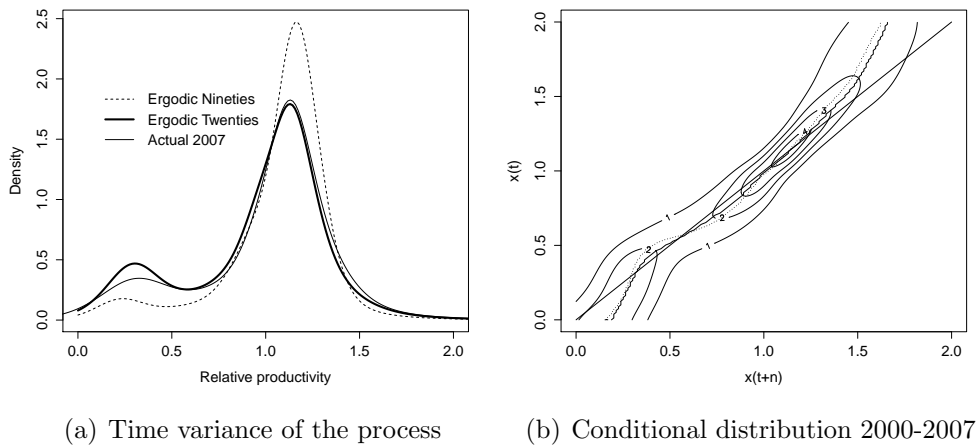 2.5
2.0
1.5
1.0
0.5
0.0
Density
Ergodic Nineties
Ergodic Twenties
Actual 2007
0.0 0.5 1.0 1.5 2.0
Relative productivity
(a) Time variance of the process
2.0
1.5
1.0
0.5
0.0
x(t)
3
4
1
2
2
1
0.0 0.5 1.0 1.5 2.0
x(t+n)
(b) Conditional distribution 2000-2007